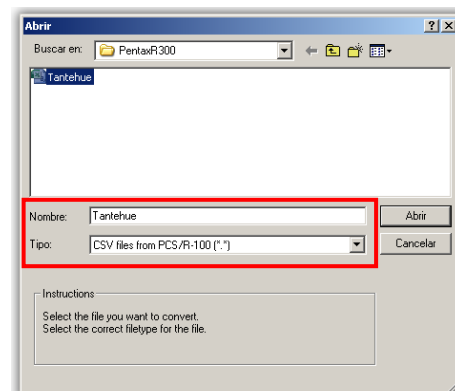 Abrir
Buscar en: PentaxR300
Tantehue
Nombre: Tantehue Abrir
Tipo: CSV files from PCS/R-100 (*.*) Cancelar
Instructions
Select the file you want to convert.
Select the correct filetype for the file.